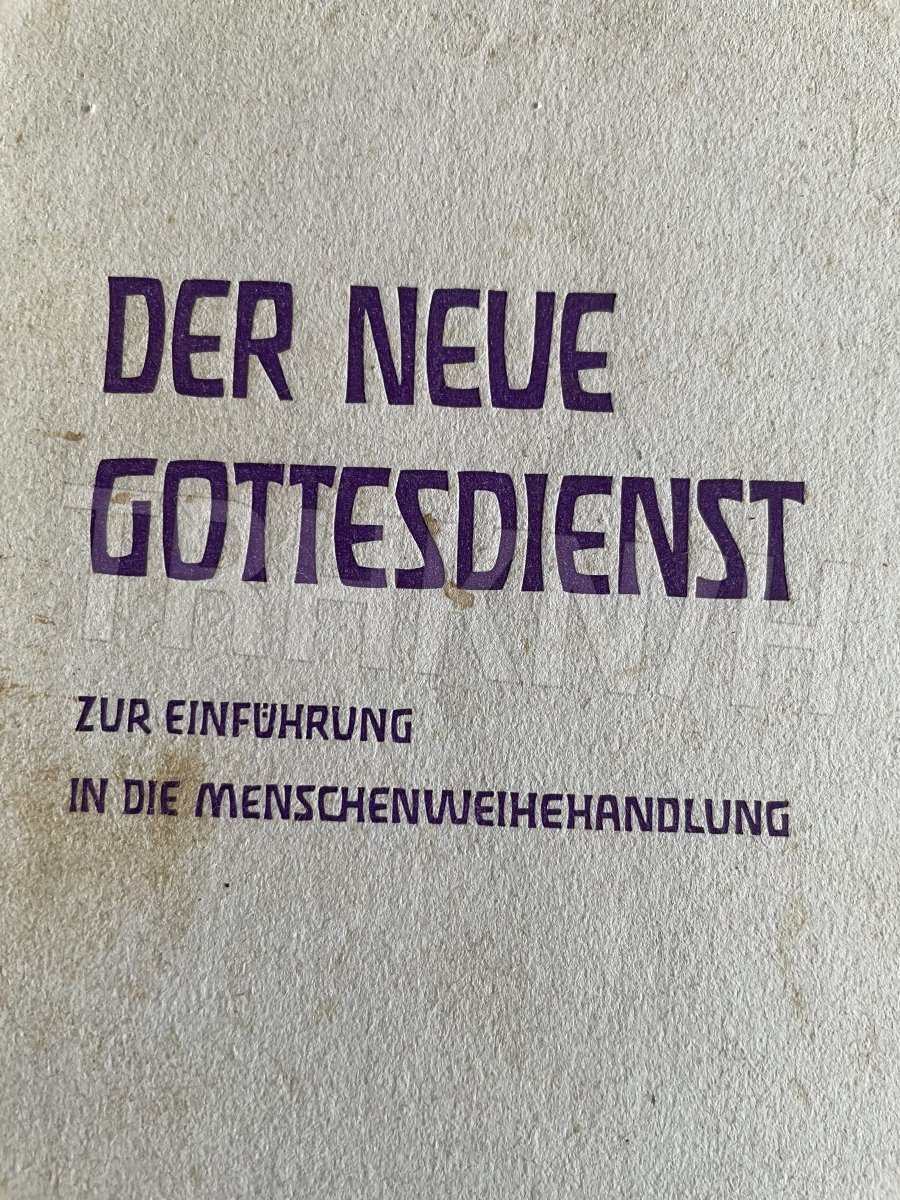 DER NEUE
GOTTESDIENST
ZUR EINFÜHRUNG
IN DIE MENSCHENWEIHEHANDLUNG